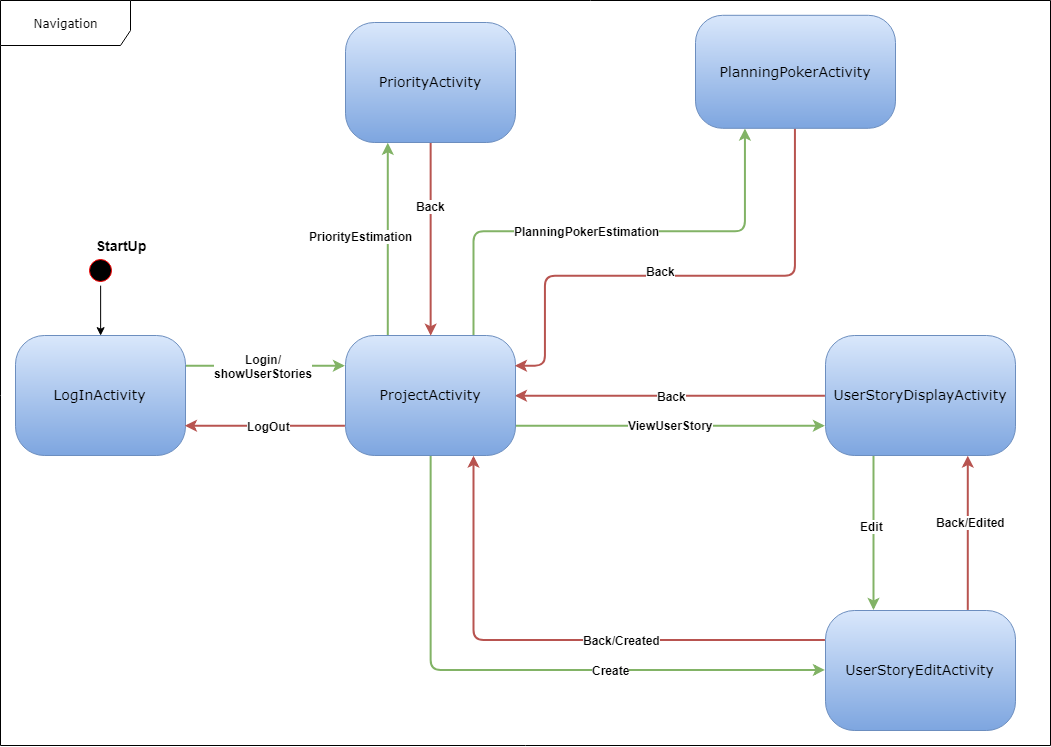 Navigation
PriorityActivity
PlanningPokerActivity
Back
PriorityEstimation
PlanningPokerEstimation
StartUp
Back
Login/
showUserStories
LogInActivity
ProjectActivity
UserStoryDisplayActivity
Back
LogOut
ViewUserStory
Edit
Back/Edited
Back/Created
Create
UserStoryEditActivity